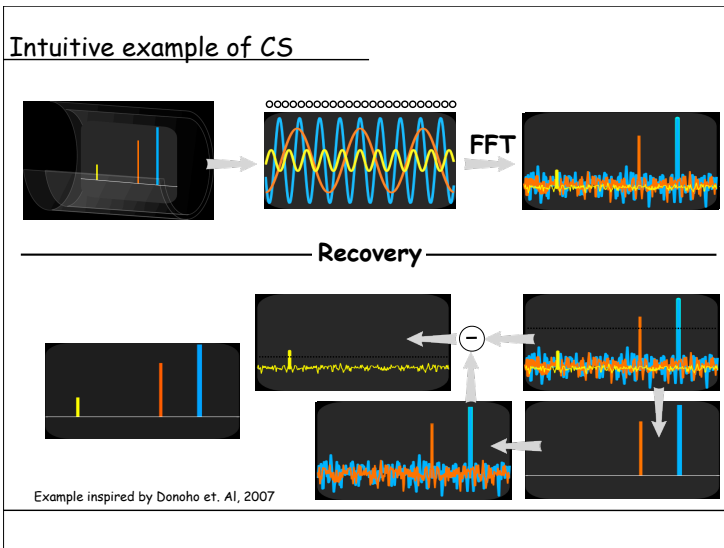 Intuitive example of CS
FFT
Recovery
−
Example inspired by Donoho et. Al, 2007